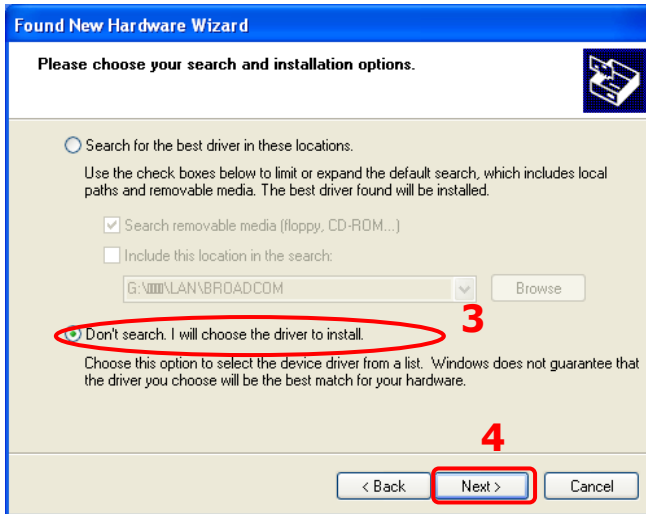 Found New Hardware Wizard
Please choose your search and installation options.
Search for the best driver in these locations.
Use the check boxes below to limit or expand the default search, which includes local
paths and removable media. The best driver found will be installed.
Search removable media (floppy, CD-ROM...)
Include this location in the search:
\LAN\BROADCOM
Browse
3
Don't search. I will choose the driver to install.
Choose this option to select the device driver from a list. Windows does not guarantee that
the driver you choose will be the best match for your hardware.
4
< Back Next > Cancel